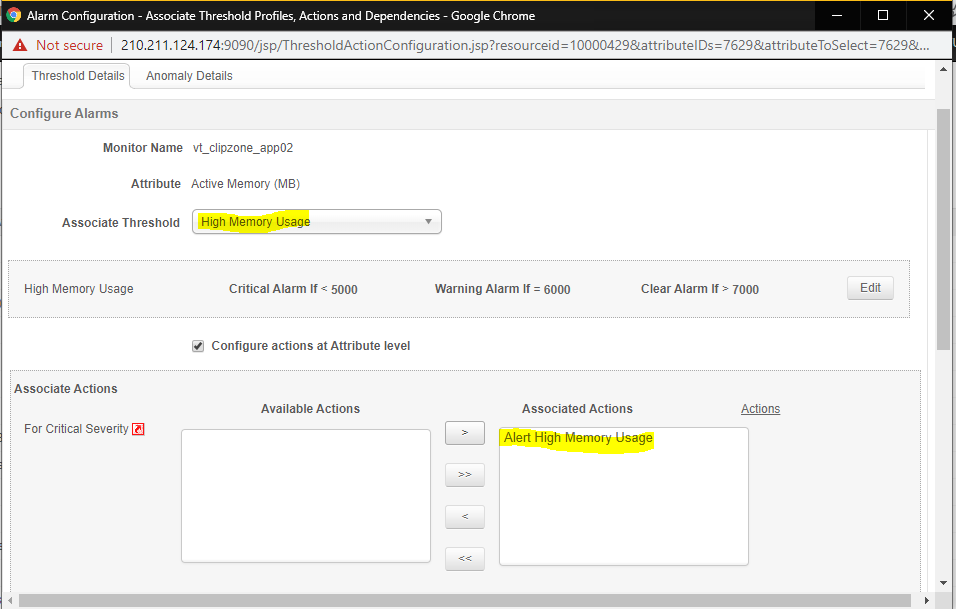 Alarm Configuration - Associate Threshold Profiles, Actions and Dependencies - Google Chrome
Not secure | 210.211.124.174:9090/jsp/ThresholdActionConfiguration.jsp?resourceid=10000429&attributeIDs=7629&attributeToSelect=7629&...
Threshold Details Anomaly Details
Configure Alarms
Monitor Name vt_clipzone_app02
Attribute Active Memory (MB)
Associate Threshold High Memory Usage
High Memory Usage Critical Alarm If < 5000 Warning Alarm If = 6000 Clear Alarm If > 7000 Edit
Configure actions at Attribute level
Associate Actions
Available Actions Associated Actions Actions
For Critical Severity > Alert High Memory Usage
>>
<
<<